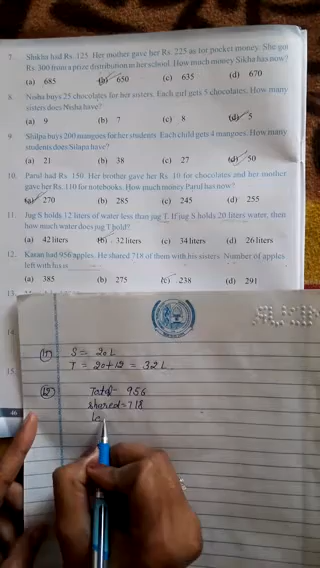 7. Shikha had Rs. 125 Her mother gave her Rs. 225 as for pocket money. She got
Rs. 300 from a prize distribution in her school. How much money Sikha has now?
(a) 685 (b) 650 (c) 635 (d) 670
8. Nisha buys 25 chocolates for her sisters. Each girl gets 5 chocolates. How many
sisters does Nisha have?
(a) 9 (b) 7 (c) 8 (d) 5
9. Shilpa buys 200 mangoes for her students. Each child gets 4 mangoes. How many
students does Silapa have?
(a) 21 (b) 38 (c) 27 (d) 50
10. Parul had Rs. 150. Her brother gave her Rs. 10 for chocolates and her mother
gave her Rs. 110 for notebooks. How much money Parul has now?
(a) 270 (b) 285 (c) 245 (d) 255
11. Jug S holds 12 liters of water less than jug T. If jug S holds 20 liters water, then
how much water does jug T hold?
(a) 42 liters (b) 32 liters (c) 34 liters (d) 26 liters
12. Karan had 956 apples. He shared 718 of them with his sisters. Number of apples
left with his is
(a) 385 (b) 275 (c) 238 (d) 291
13.
14.
15.
46
(11) S = 20 L
T = 20 + 12 = 32 L
(12) Total = 956
shared = 718